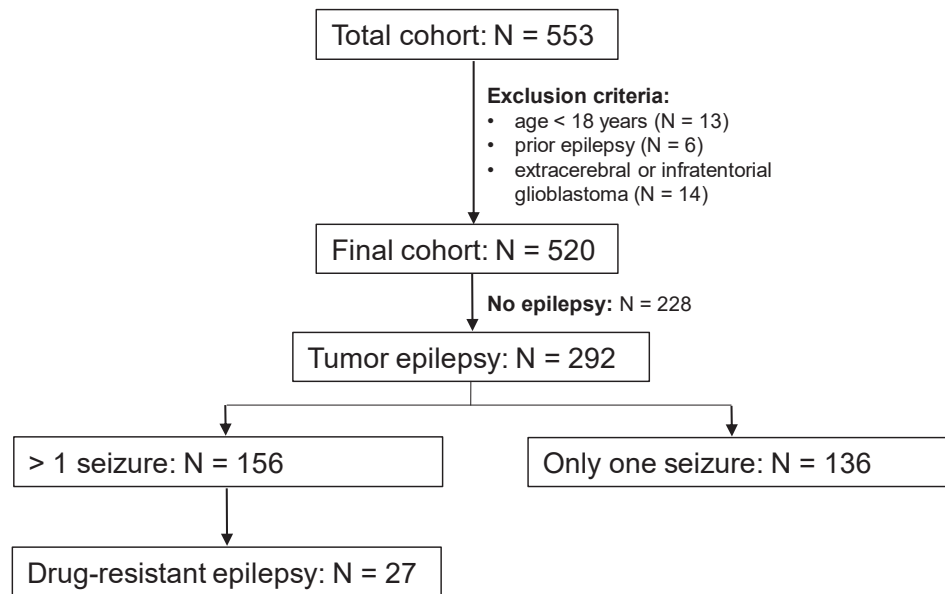 Total cohort: N = 553
Exclusion criteria:
• age < 18 years (N = 13)
• prior epilepsy (N = 6)
• extracerebral or infratentorial
glioblastoma (N = 14)
Final cohort: N = 520
No epilepsy: N = 228
Tumor epilepsy: N = 292
> 1 seizure: N = 156
Only one seizure: N = 136
Drug-resistant epilepsy: N = 27